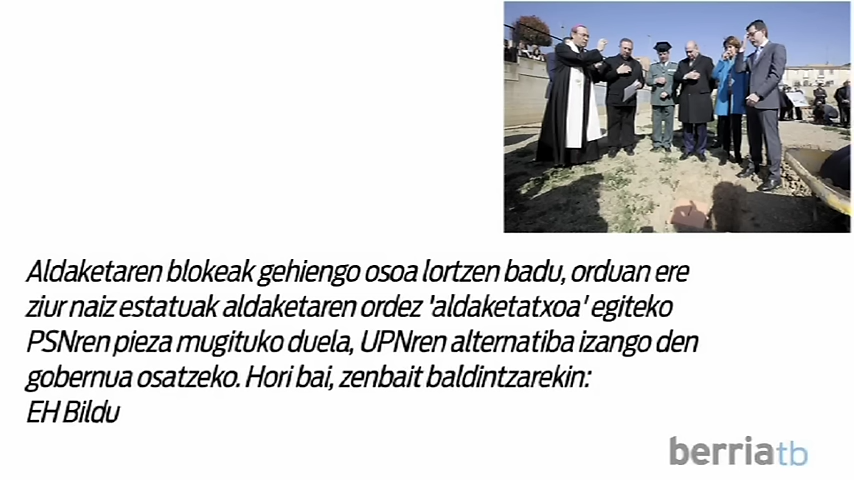 Aldaketaren blokeak gehiengo osoa lortzen badu, orduan ere
ziur naiz estatuak aldaketaren ordez 'aldaketatxoa' egiteko
PSNren pieza mugituko duela, UPNren alternatiba izango den
gobernua osatzeko. Hori bai, zenbait baldintzarekin:
EH Bildu
berriatb